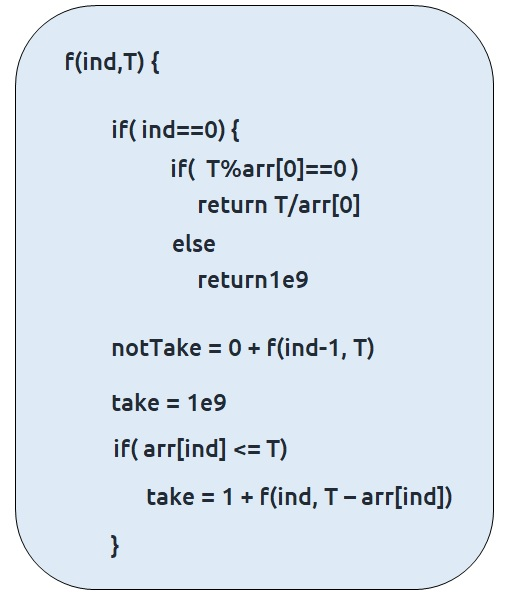 f(ind,T) {
if( ind==0) {
if( T%arr[0]==0 )
return T/arr[0]
else
return1e9
notTake = 0 + f(ind-1, T)
take = 1e9
if( arr[ind] <= T)
take = 1 + f(ind, T – arr[ind])
}